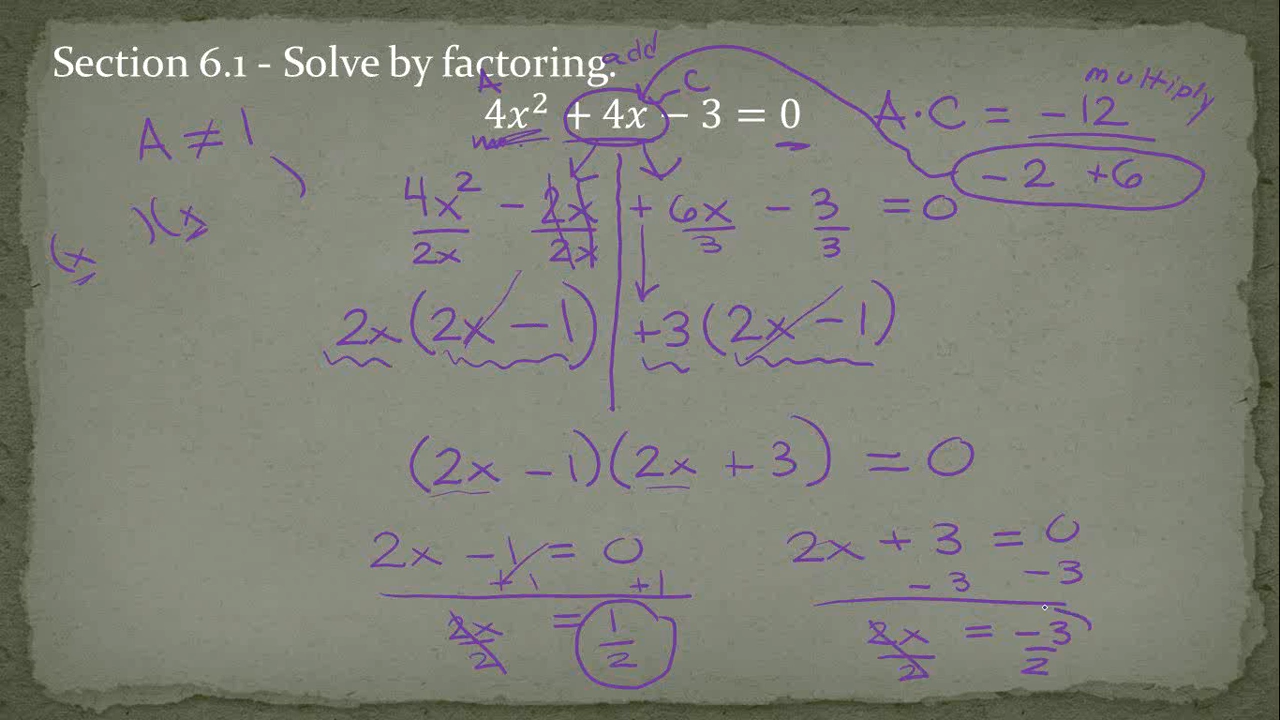 Section 6.1 - Solve by factoring.
add
A
C
multiply
4x² + 4x − 3 = 0
A·C = -12
A ≠ 1
-2 +6
4x² - 2x + 6x - 3 = 0
2x 2x 3 3
)(x
(x
2x(2x - 1) +3(2x - 1)
(2x - 1)(2x + 3) = 0
2x - 1 = 0
+1 +1
2x/2 = 1/2
2x + 3 = 0
-3 -3
2x/2 = -3/2